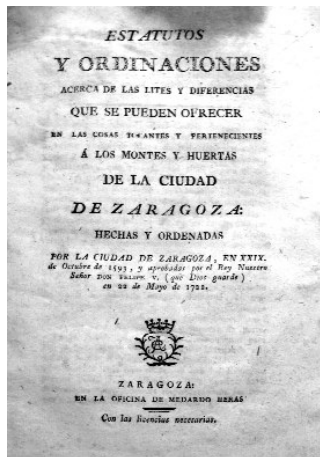 ESTATUTOS
Y ORDINACIONES
ACERCA DE LAS LITES Y DIFERENCIAS
QUE SE PUEDEN OFRECER
EN LAS COSAS TOCANTES Y PERTENECIENTES
Á LOS MONTES Y HUERTAS
DE LA CIUDAD
DE ZARAGOZA:
HECHAS Y ORDENADAS
POR LA CIUDAD DE ZARAGOZA, EN XXIX.
de Octubre de 1593, y aprobadas por el Rey Nuestro
Señor DON FELIPE V. (que Dios guarde)
en 22 de Mayo de 1722.
ZARAGOZA:
EN LA OFICINA DE MEDARDO HERAS
Con las licencias necesarias.